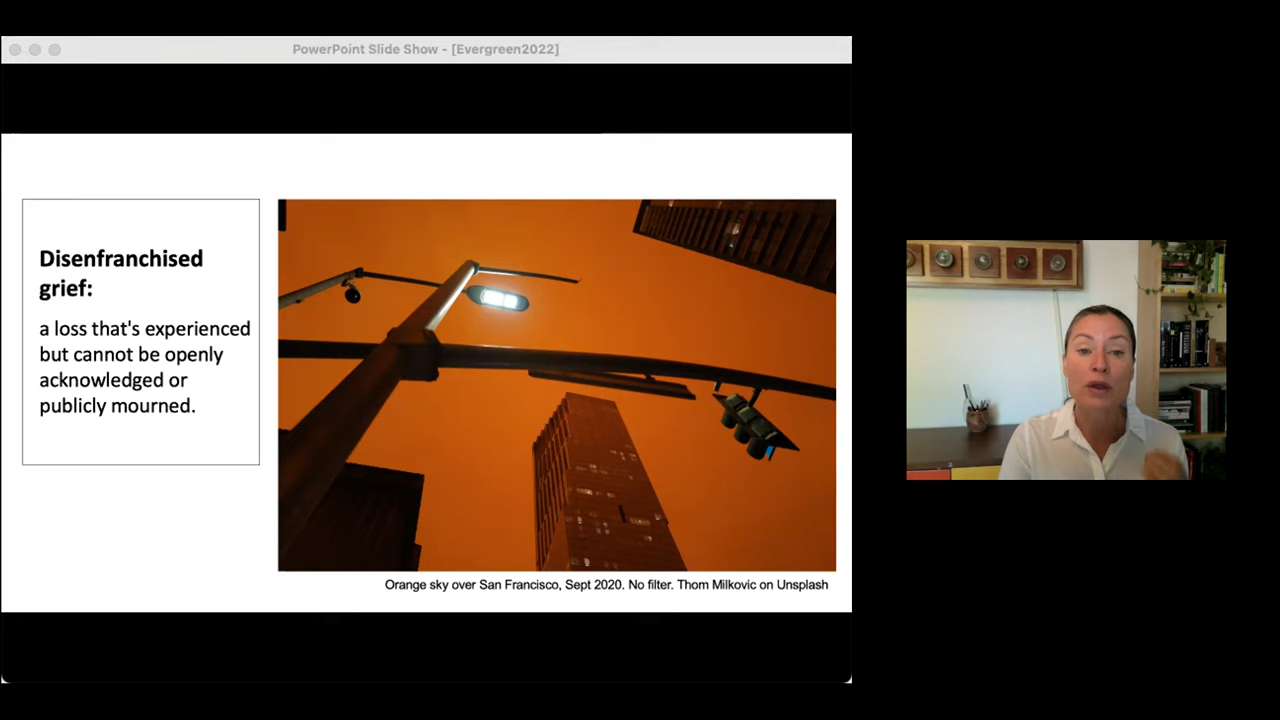 PowerPoint Slide Show - [Evergreen2022]
Disenfranchised
grief:
a loss that's experienced
but cannot be openly
acknowledged or
publicly mourned.
Orange sky over San Francisco, Sept 2020. No filter. Thom Milkovic on Unsplash